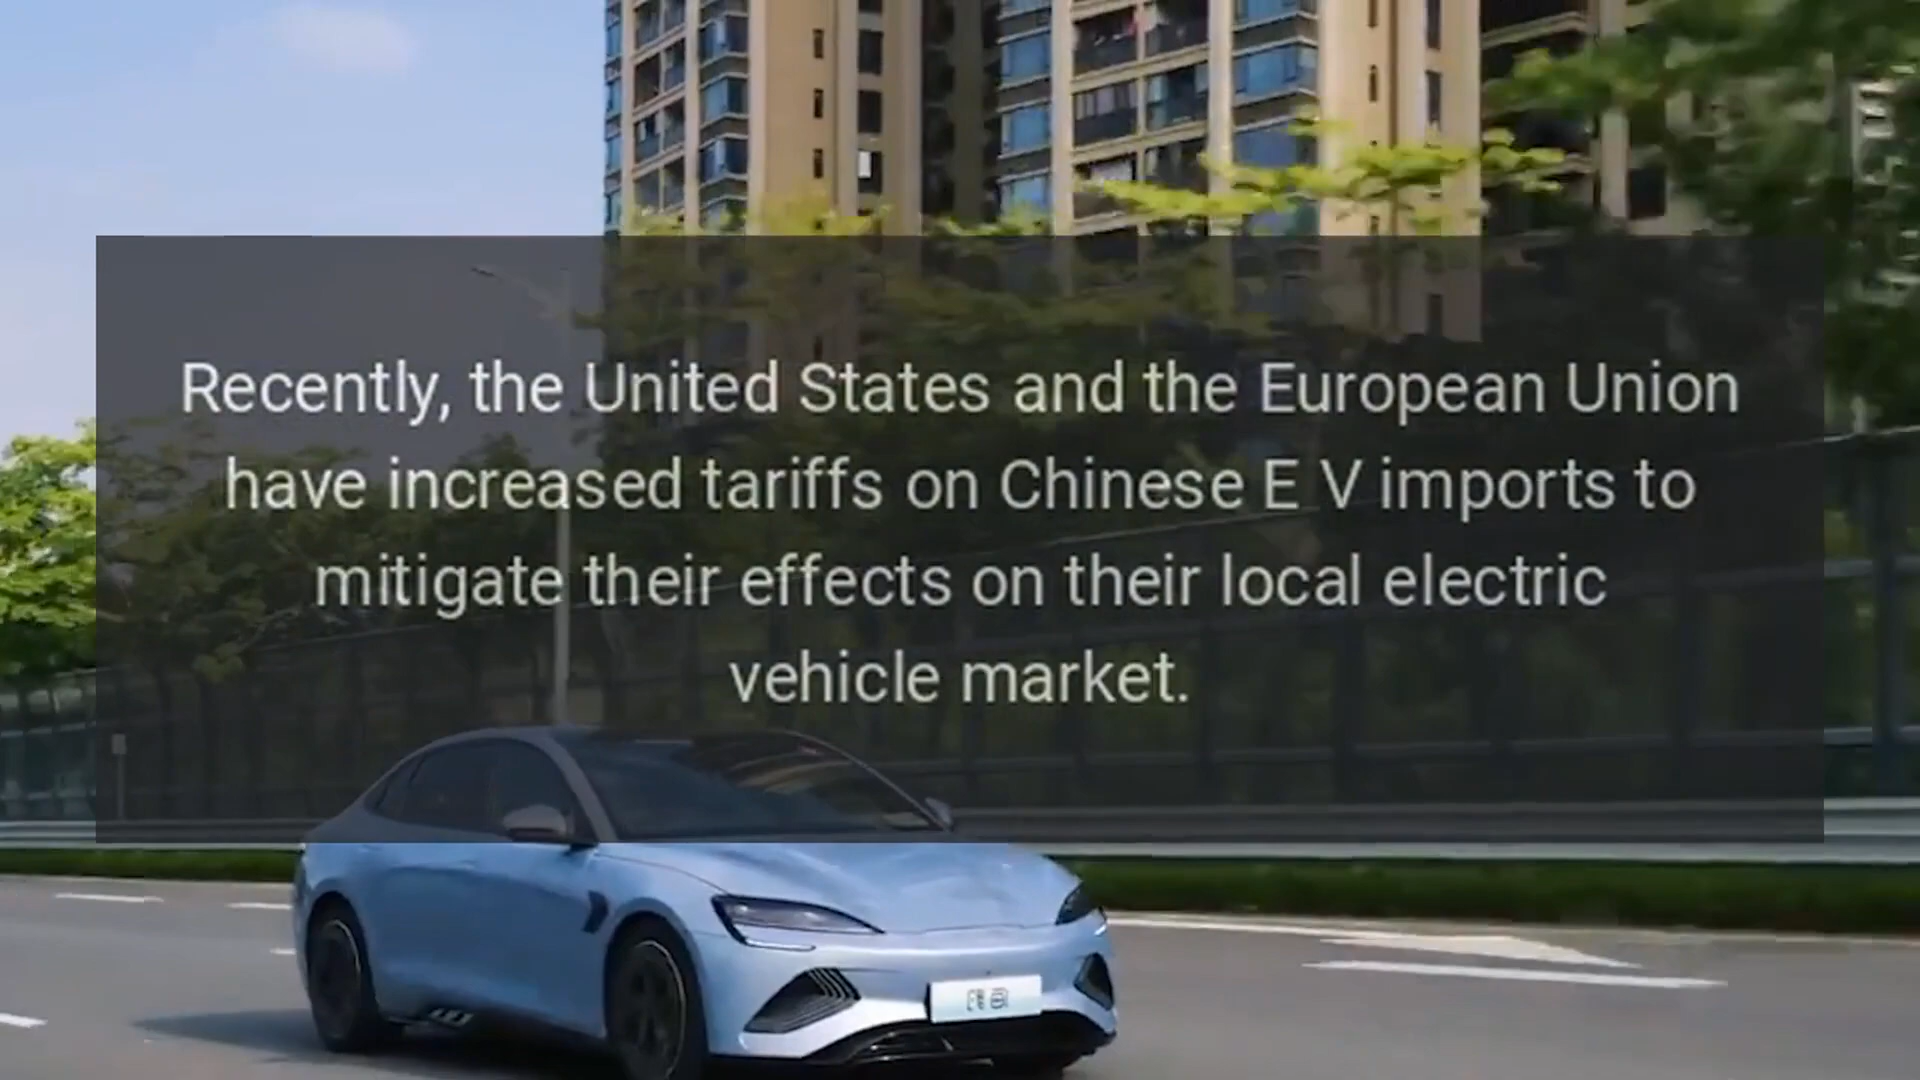 Recently, the United States and the European Union
have increased tariffs on Chinese E V imports to
mitigate their effects on their local electric
vehicle market.